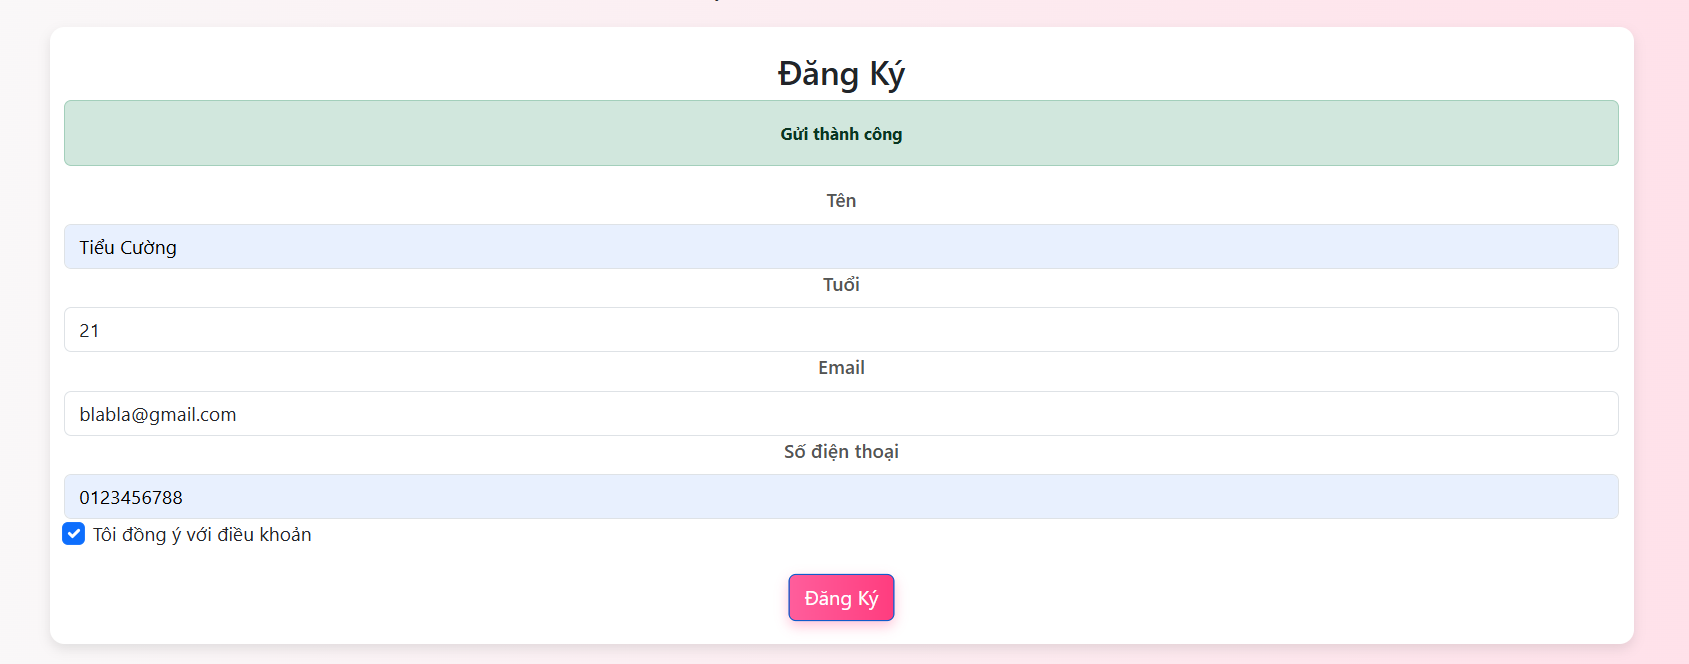 Đăng Ký
Gửi thành công
Tên
Tiểu Cường
Tuổi
21
Email
blabla@gmail.com
Số điện thoại
0123456788
Tôi đồng ý với điều khoản
Đăng Ký